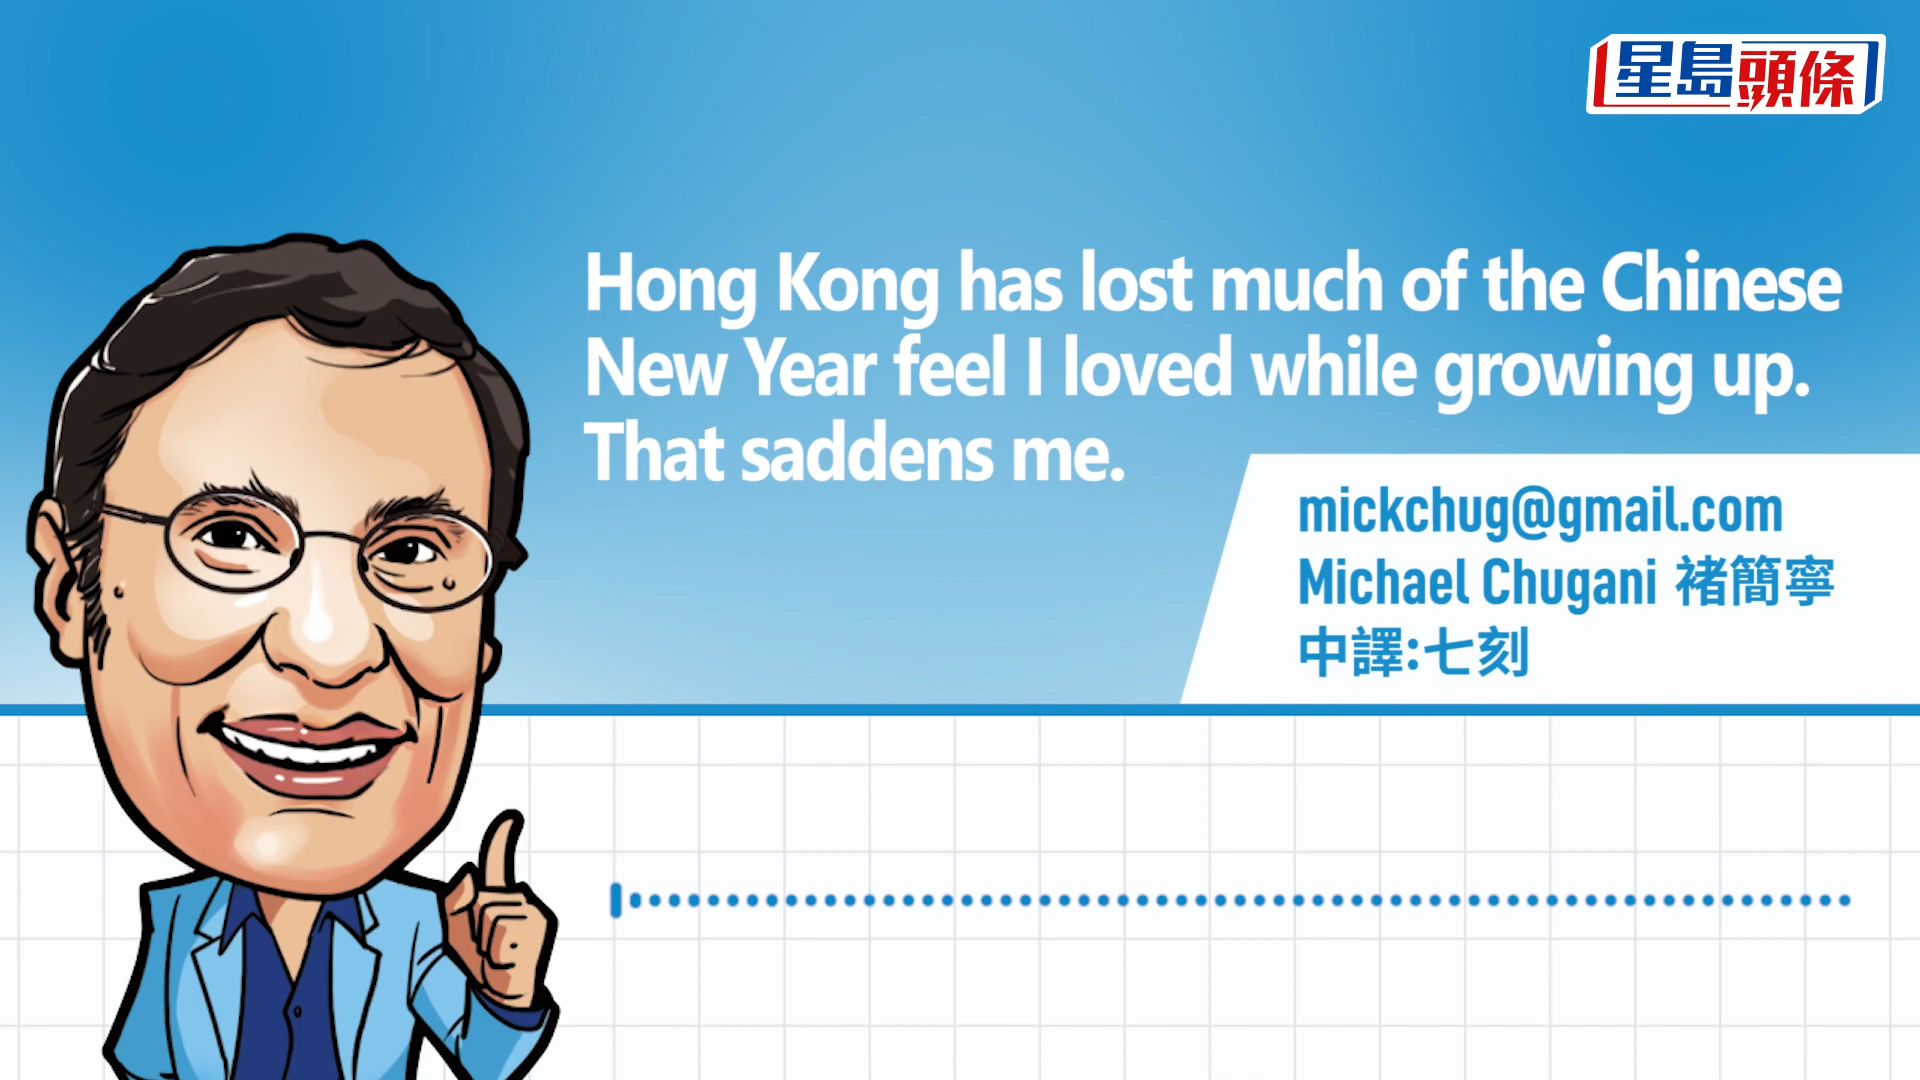 星島頭條
Hong Kong has lost much of the Chinese
New Year feel I loved while growing up.
That saddens me.
mickchug@gmail.com
Michael Chugani 褚簡寧
中譯:七刻